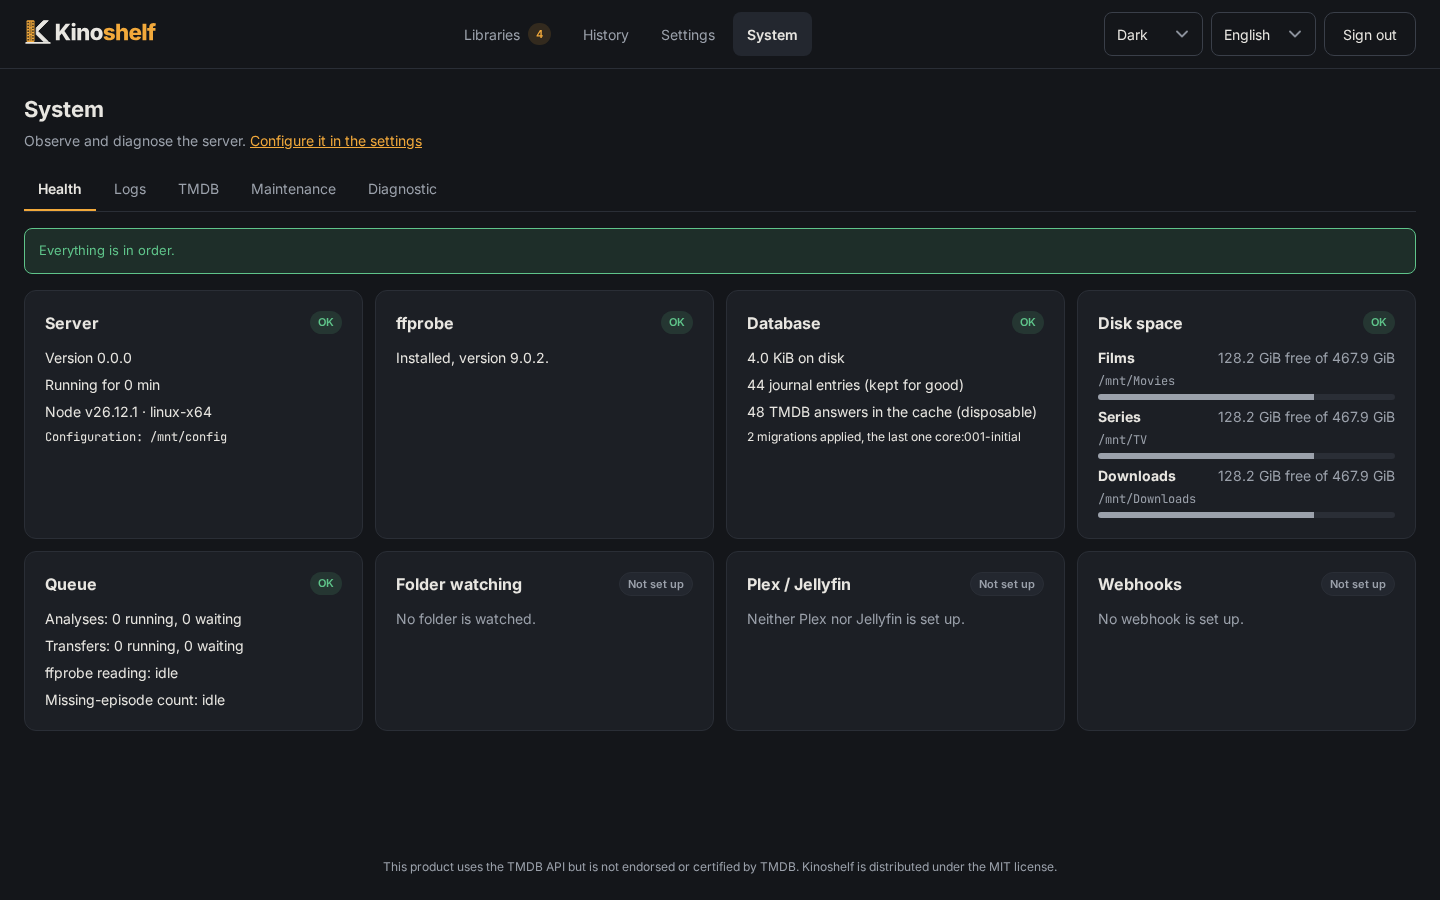 Kinoshelf
Libraries 4
History
Settings
System
Dark
English
Sign out
System
Observe and diagnose the server. Configure it in the settings
Health
Logs
TMDB
Maintenance
Diagnostic
Everything is in order.
Server OK
Version 0.0.0
Running for 0 min
Node v26.12.1 · linux-x64
Configuration: /mnt/config
ffprobe OK
Installed, version 9.0.2.
Database OK
4.0 KiB on disk
44 journal entries (kept for good)
48 TMDB answers in the cache (disposable)
2 migrations applied, the last one core:001-initial
Disk space OK
Films 128.2 GiB free of 467.9 GiB
/mnt/Movies
Series 128.2 GiB free of 467.9 GiB
/mnt/TV
Downloads 128.2 GiB free of 467.9 GiB
/mnt/Downloads
Queue OK
Analyses: 0 running, 0 waiting
Transfers: 0 running, 0 waiting
ffprobe reading: idle
Missing-episode count: idle
Folder watching Not set up
No folder is watched.
Plex / Jellyfin Not set up
Neither Plex nor Jellyfin is set up.
Webhooks Not set up
No webhook is set up.
This product uses the TMDB API but is not endorsed or certified by TMDB. Kinoshelf is distributed under the MIT license.